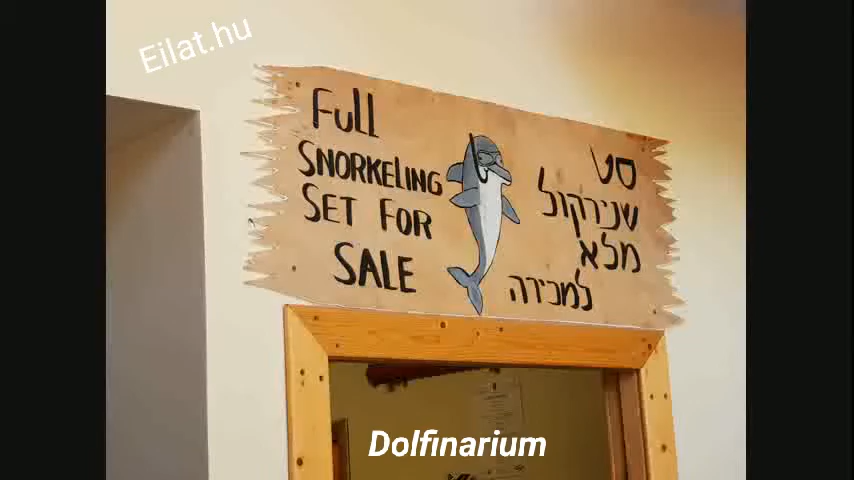 Eilat.hu
FULL
SNORKELING
SET FOR
SALE
סט
שנירקול
מלא
למכירה
Dolfinarium